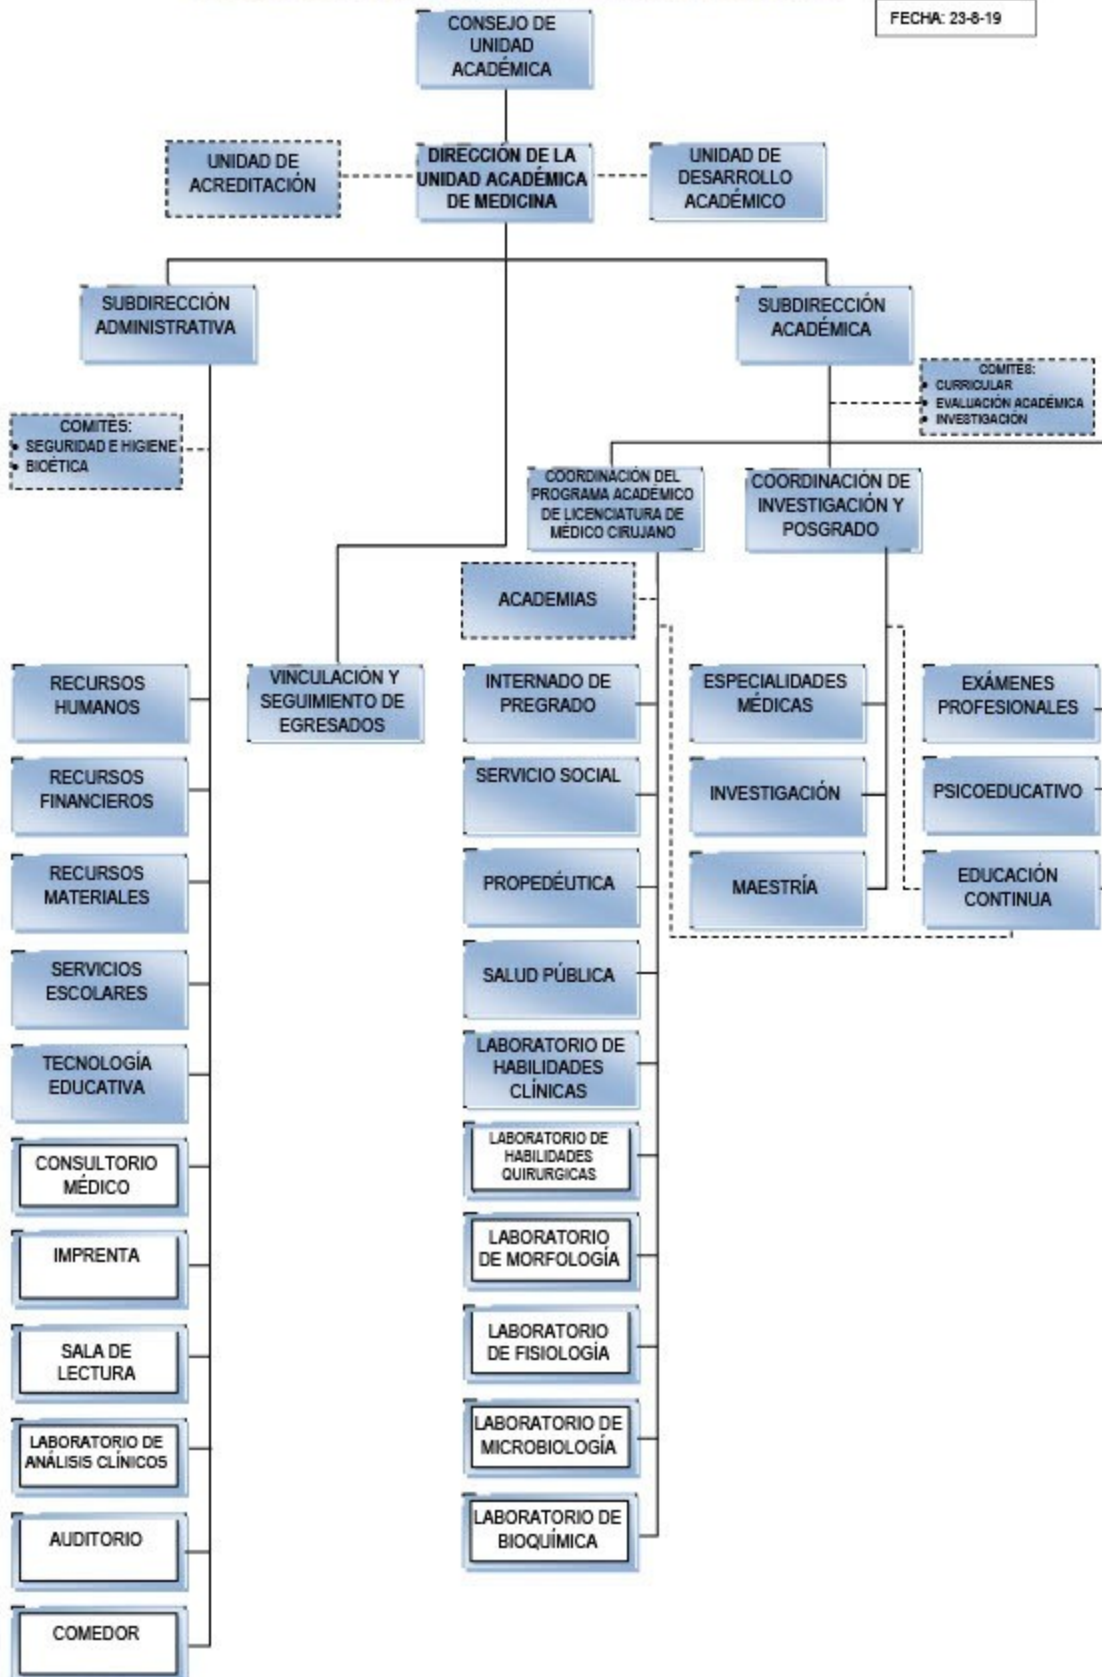 FECHA: 23-8-19
CONSEJO DE
UNIDAD
ACADÉMICA
UNIDAD DE
ACREDITACIÓN
DIRECCIÓN DE LA
UNIDAD ACADÉMICA
DE MEDICINA
UNIDAD DE
DESARROLLO
ACADÉMICO
SUBDIRECCIÓN
ADMINISTRATIVA
SUBDIRECCIÓN
ACADÉMICA
COMITES:
• CURRICULAR
• EVALUACIÓN ACADÉMICA
• INVESTIGACIÓN
COMITES:
• SEGURIDAD E HIGIENE
• BIOÉTICA
COORDINACIÓN DEL
PROGRAMA ACADÉMICO
DE LICENCIATURA DE
MÉDICO CIRUJANO
COORDINACIÓN DE
INVESTIGACIÓN Y
POSGRADO
ACADEMIAS
RECURSOS
HUMANOS
VINCULACIÓN Y
SEGUIMIENTO DE
EGRESADOS
INTERNADO DE
PREGRADO
ESPECIALIDADES
MÉDICAS
EXÁMENES
PROFESIONALES
RECURSOS
FINANCIEROS
SERVICIO SOCIAL
INVESTIGACIÓN
PSICOEDUCATIVO
RECURSOS
MATERIALES
PROPEDÉUTICA
MAESTRÍA
EDUCACIÓN
CONTINUA
SERVICIOS
ESCOLARES
SALUD PÚBLICA
TECNOLOGÍA
EDUCATIVA
LABORATORIO DE
HABILIDADES
CLÍNICAS
CONSULTORIO
MÉDICO
LABORATORIO DE
HABILIDADES
QUIRURGICAS
IMPRENTA
LABORATORIO
DE MORFOLOGÍA
SALA DE
LECTURA
LABORATORIO
DE FISIOLOGÍA
LABORATORIO DE
ANÁLISIS CLÍNICOS
LABORATORIO DE
MICROBIOLOGÍA
AUDITORIO
LABORATORIO DE
BIOQUÍMICA
COMEDOR